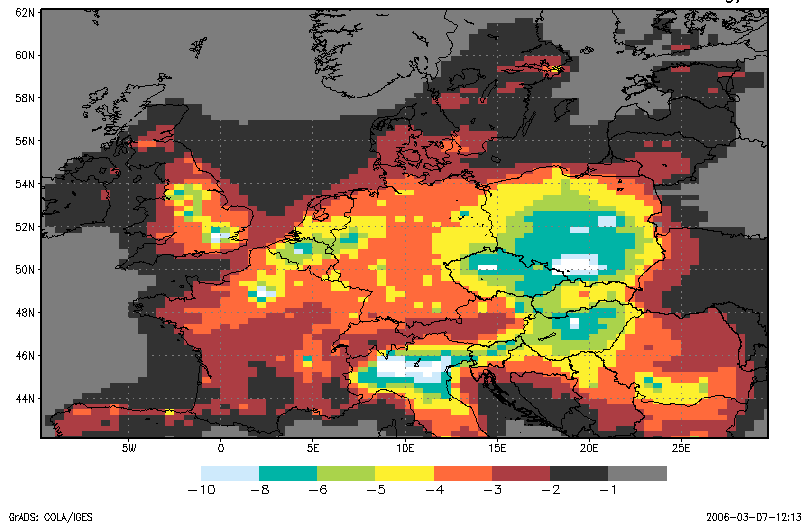 62N
60N
58N
56N
54N
52N
50N
48N
46N
44N
5W 0 5E 10E 15E 20E 25E
-10 -8 -6 -5 -4 -3 -2 -1
GrADS: COLA/IGES 2006-03-07-12:13